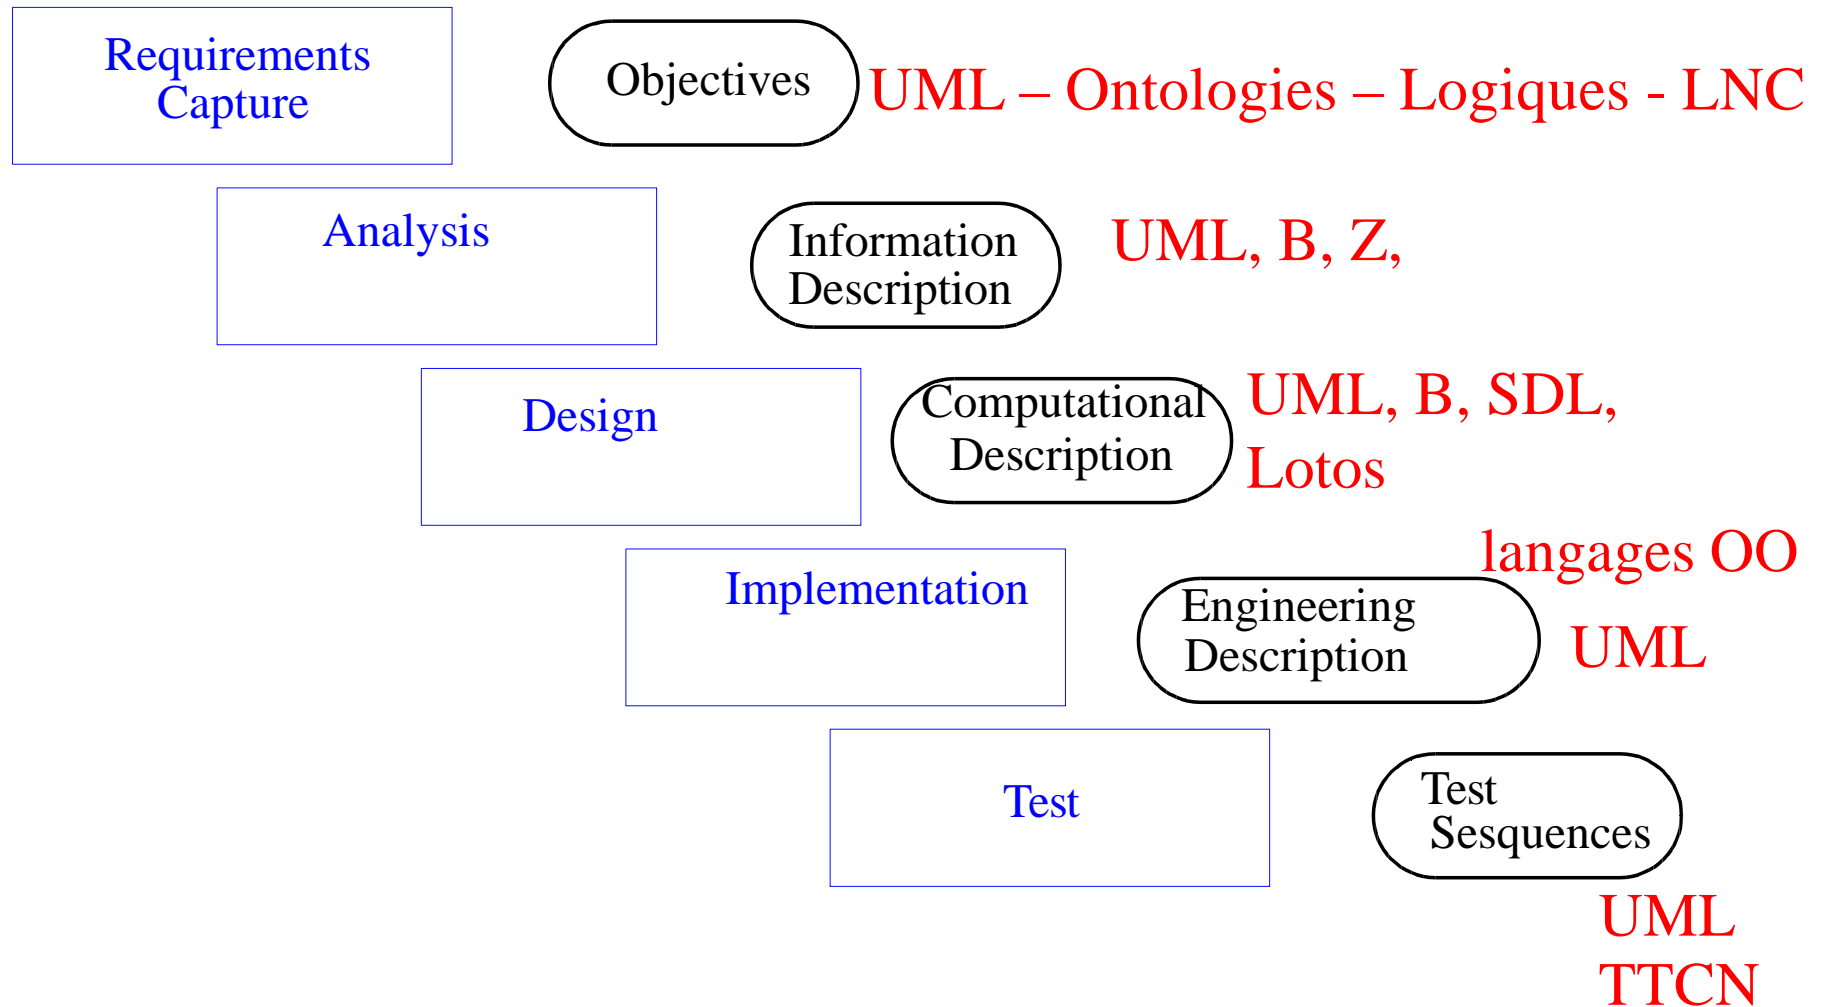 Requirements
Capture
Objectives
UML – Ontologies – Logiques - LNC
Analysis
Information
Description
UML, B, Z,
Design
Computational
Description
UML, B, SDL,
Lotos
langages OO
Implementation
Engineering
Description
UML
Test
Test
Sesquences
UML
TTCN